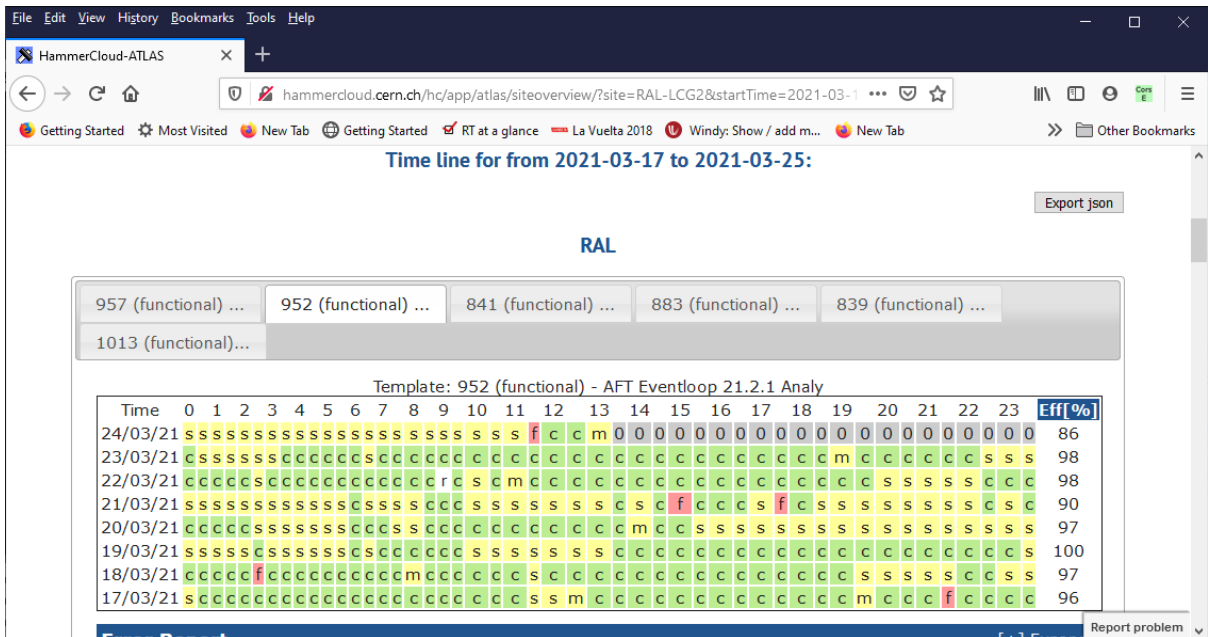 File Edit View History Bookmarks Tools Help
HammerCloud-ATLAS
hammercloud.cern.ch/hc/app/atlas/siteoverview/?site=RAL-LCG2&startTime=2021-03-1
Getting Started Most Visited New Tab Getting Started RT at a glance La Vuelta 2018 Windy: Show / add m... New Tab Other Bookmarks
Time line for from 2021-03-17 to 2021-03-25:
Export json
RAL
957 (functional) ... 952 (functional) ... 841 (functional) ... 883 (functional) ... 839 (functional) ...
1013 (functional)...
Template: 952 (functional) - AFT Eventloop 21.2.1 Analy
Time 0 1 2 3 4 5 6 7 8 9 10 11 12 13 14 15 16 17 18 19 20 21 22 23 Eff[%]
24/03/21 s s s s s s s s s s s s s s s s s s s s s s s f c c m 0 0 0 0 0 0 0 0 0 0 0 0 0 0 0 0 0 0 0 0 0 86
23/03/21 c s s s s s s c c c c c c s c c c c c c c c c c c c c c c c c c c c c c c c m c c c c c c s s s 98
22/03/21 c c c c c s c c c c c c c c c c c c r c s c m c c c c c c c c c c c c c c c c c s s s s s c c c 98
21/03/21 s s s s s s s s s s s s c s s s s c c c s s s s s s s c s c f c c c s f c s s s s s s s s c s c 90
20/03/21 c c c c c s s s s s s s c c c s s c c c c c c c c c c c m c c s s s s s s s s s s s s s s s s s 97
19/03/21 s s s s s c s s s s s s c s c c c c c c s s s s s s s c c c c c c c c c c c c c c c c c c c c s 100
18/03/21 c c c c c f c c c c c c c c c c m c c c c c c s c c c c c c c c c c c c c c c s s s s s c c s s 97
17/03/21 s c c c c c c c c c c c c c c c c c c c c c c s s m c c c c c c c c c c c c c m c c c f c c c c 96
Report problem